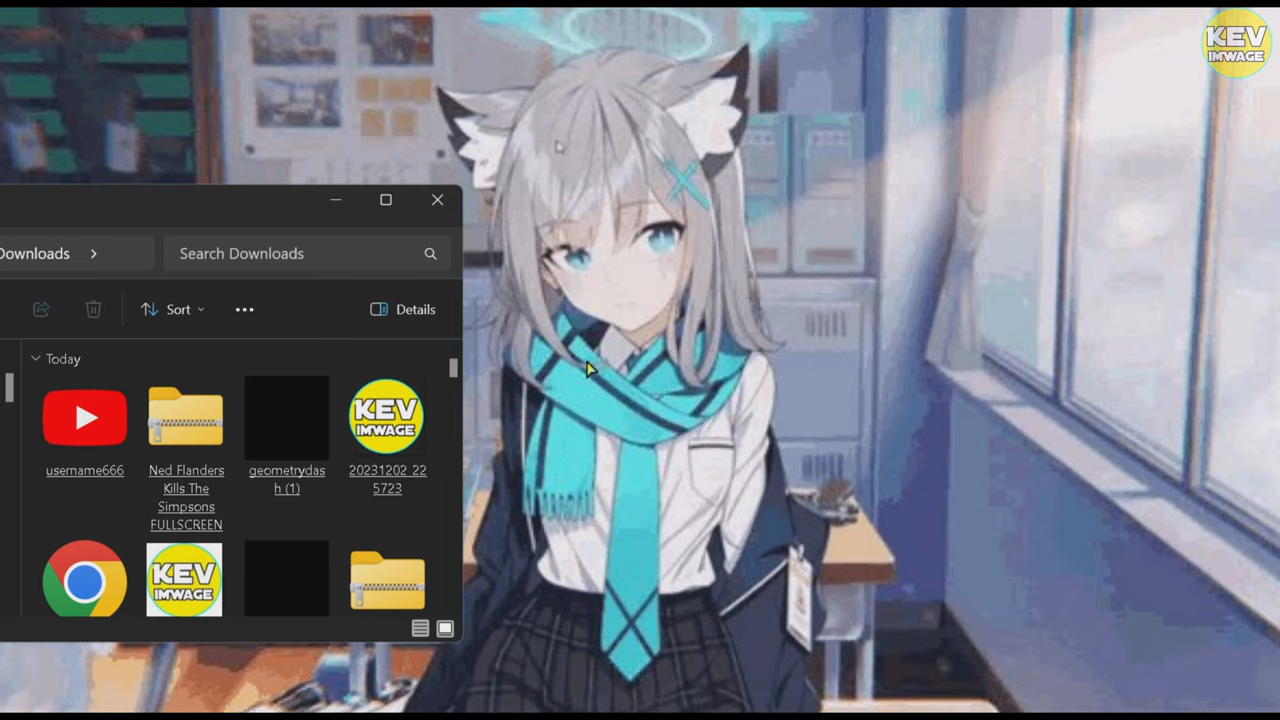 KEV
IMWAGE
Downloads
Search Downloads
Sort
Details
Today
KEV
IMWAGE
username666
Ned Flanders
Kills The
Simpsons
FULLSCREEN
geometrydas
h (1)
20231202_22
5723
KEV
IMWAGE